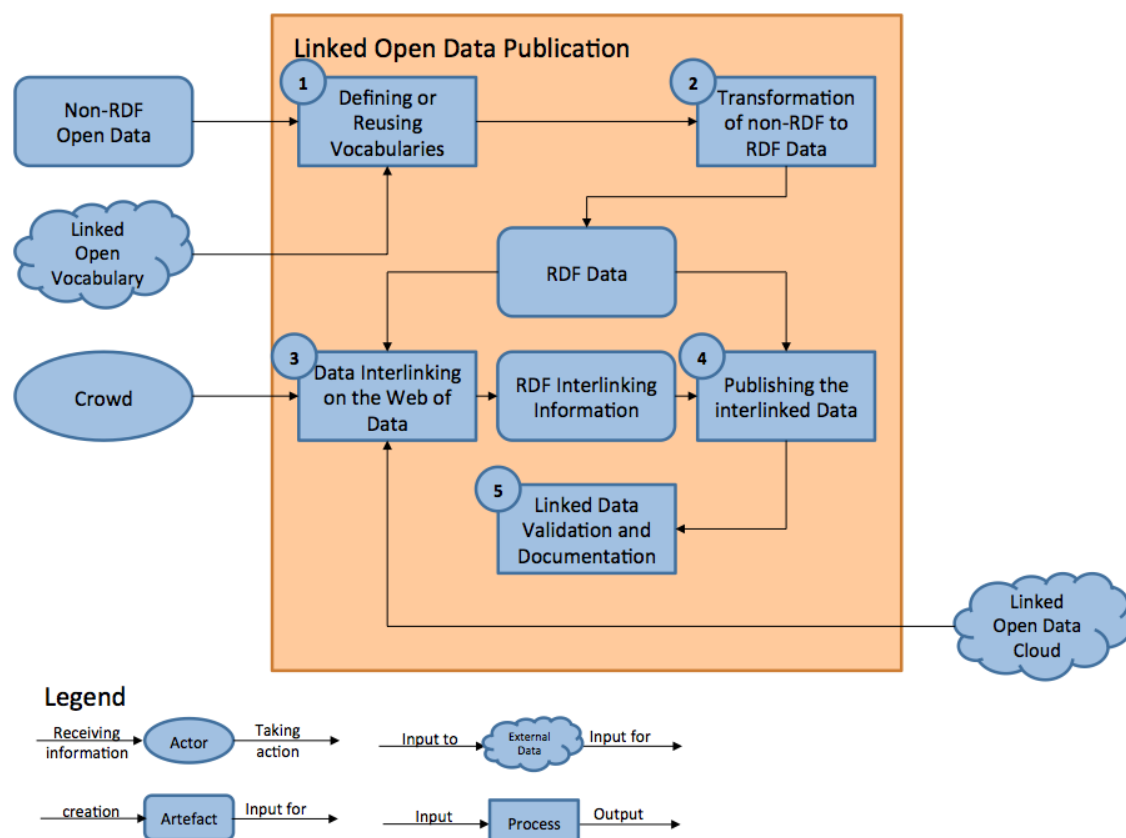 Linked Open Data Publication
1
Defining or
Reusing
Vocabularies
2
Transformation
of non-RDF to
RDF Data
Non-RDF
Open Data
Linked
Open
Vocabulary
RDF Data
Crowd
3
Data Interlinking
on the Web of
Data
RDF Interlinking
Information
4
Publishing the
interlinked Data
5
Linked Data
Validation and
Documentation
Linked
Open Data
Cloud
Legend
Receiving
information
Actor
Taking
action
Input to
External
Data
Input for
creation
Artefact
Input for
Input
Process
Output